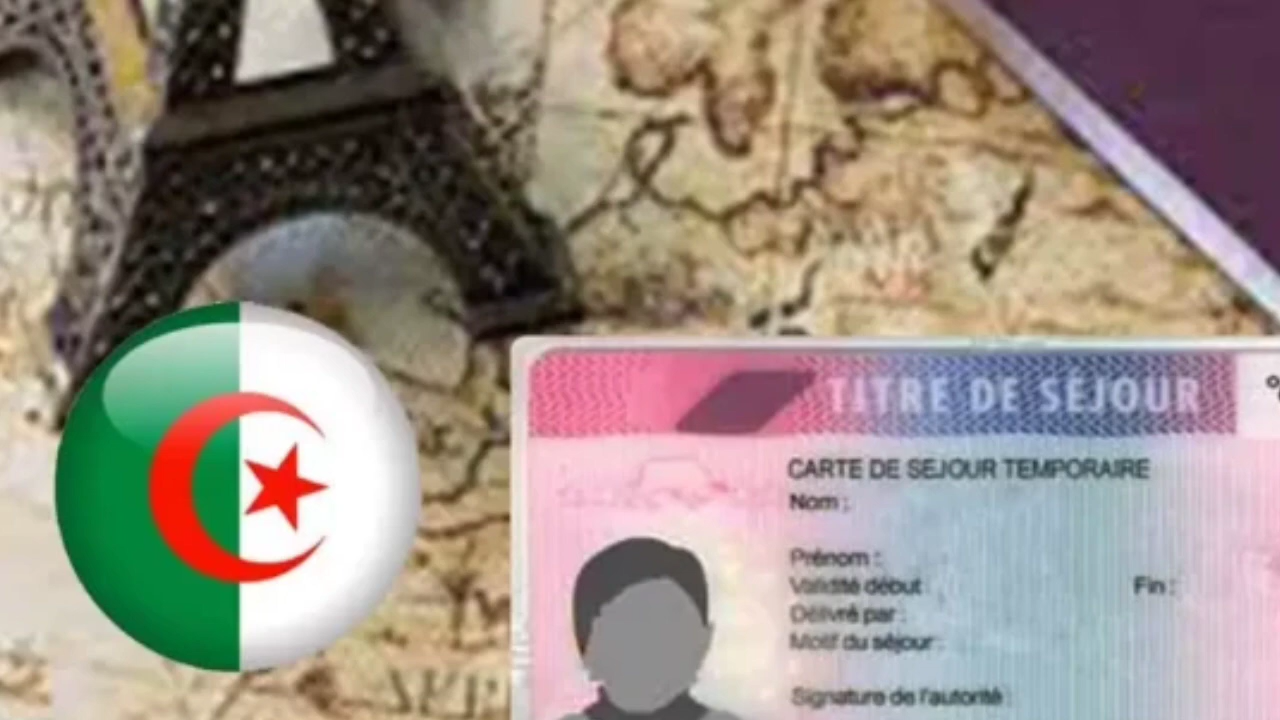 TITRE DE SEJOUR
CARTE DE SEJOUR TEMPORAIRE
Nom :
Prénom :
Validité début :
Fin :
Délivré par :
Motif du séjour :
Signature de l'autorité :